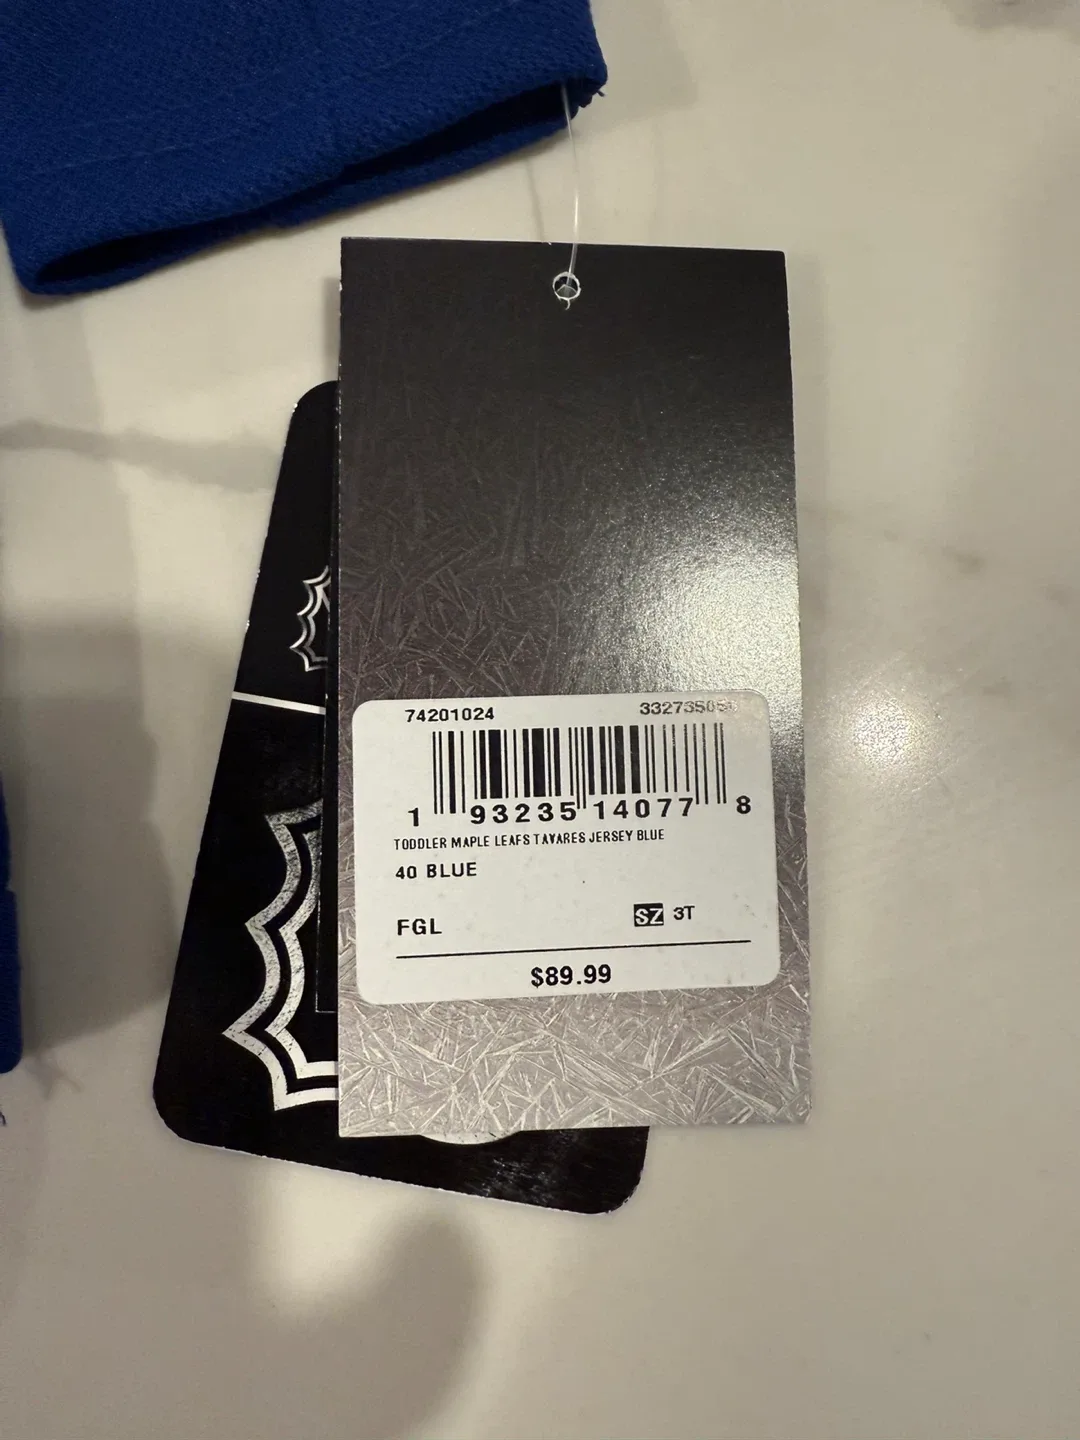 74201024
1 93235 14077 8
TODDLER MAPLE LEAFS TAVARES JERSEY BLUE
40 BLUE
FGL SZ 3T
$89.99